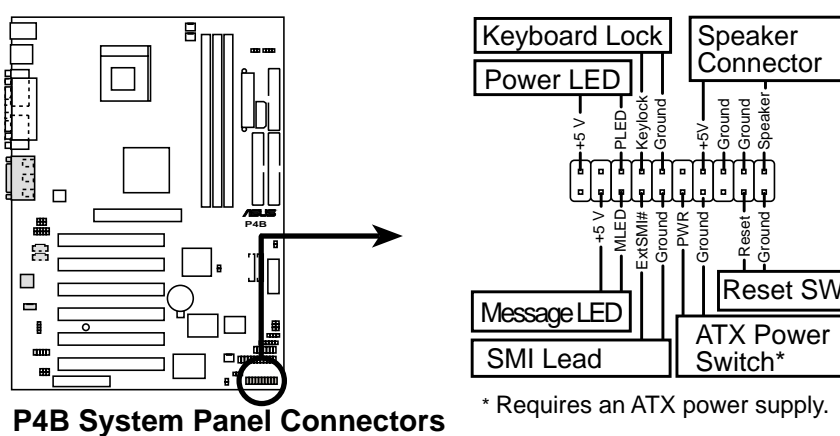 Keyboard Lock
Speaker
Connector
Power LED
+5 V
PLED
Keylock
Ground
+5V
Ground
Ground
Speaker
+5 V
MLED
ExtSMI#
Ground
PWR
Ground
Reset
Ground
Reset SW
Message LED
SMI Lead
ATX Power
Switch*
* Requires an ATX power supply.
/SUS
P4B
P4B System Panel Connectors